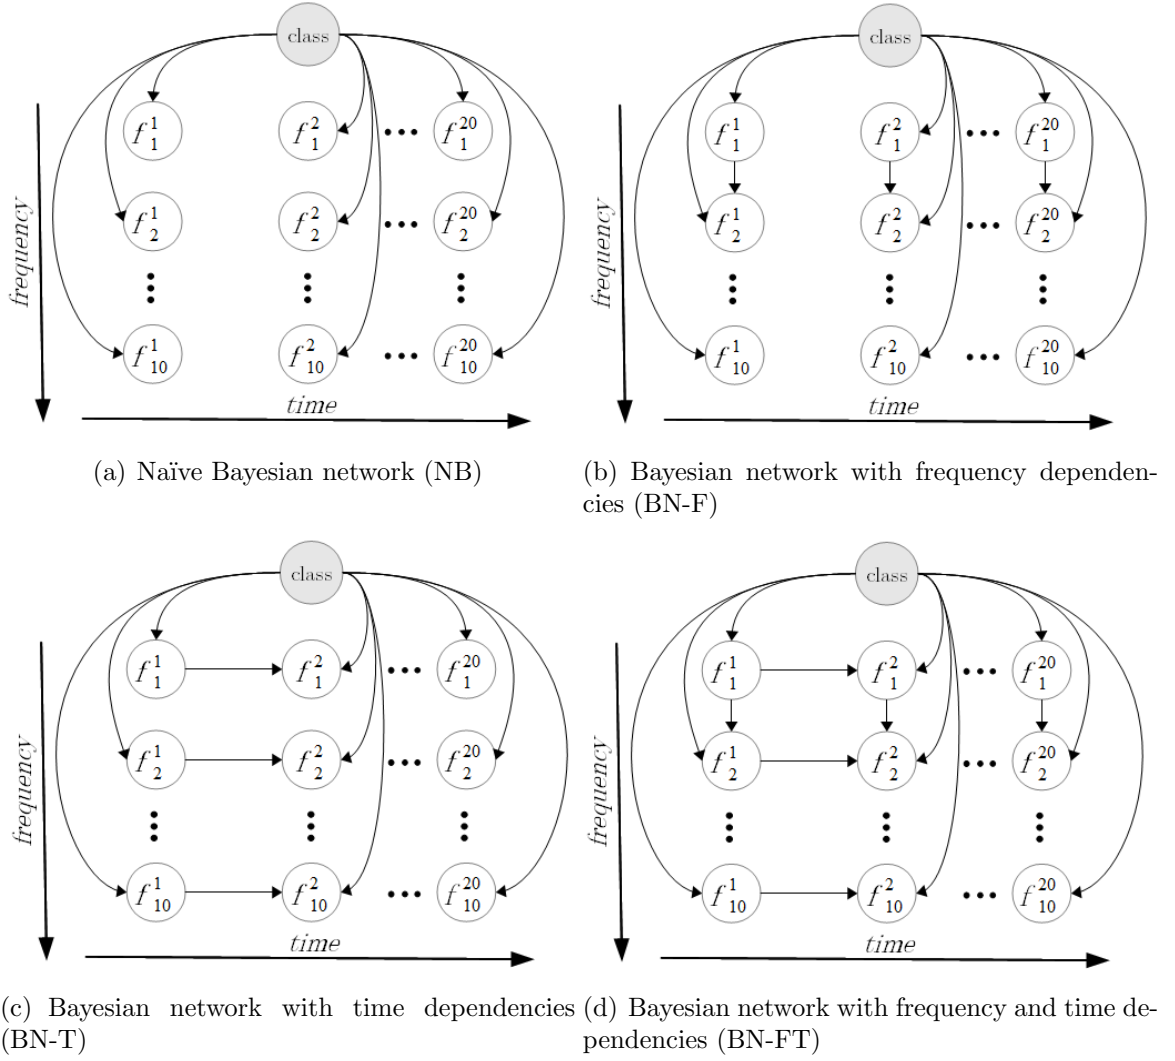 class
f 1 1
f 2 1
f 20 1
• • •
frequency
f 1 2
f 2 2
f 20 2
• • •
f 1 10
f 2 10
f 20 10
• • •
time
(a) Naïve Bayesian network (NB)
class
f 1 1
f 2 1
f 20 1
• • •
frequency
f 1 2
f 2 2
f 20 2
• • •
f 1 10
f 2 10
f 20 10
• • •
time
(b) Bayesian network with frequency dependen-
cies (BN-F)
class
f 1 1
f 2 1
f 20 1
• • •
frequency
f 1 2
f 2 2
f 20 2
• • •
f 1 10
f 2 10
f 20 10
• • •
time
(c) Bayesian network with time dependencies
(BN-T)
class
f 1 1
f 2 1
f 20 1
• • •
frequency
f 1 2
f 2 2
f 20 2
• • •
f 1 10
f 2 10
f 20 10
• • •
time
(d) Bayesian network with frequency and time de-
pendencies (BN-FT)